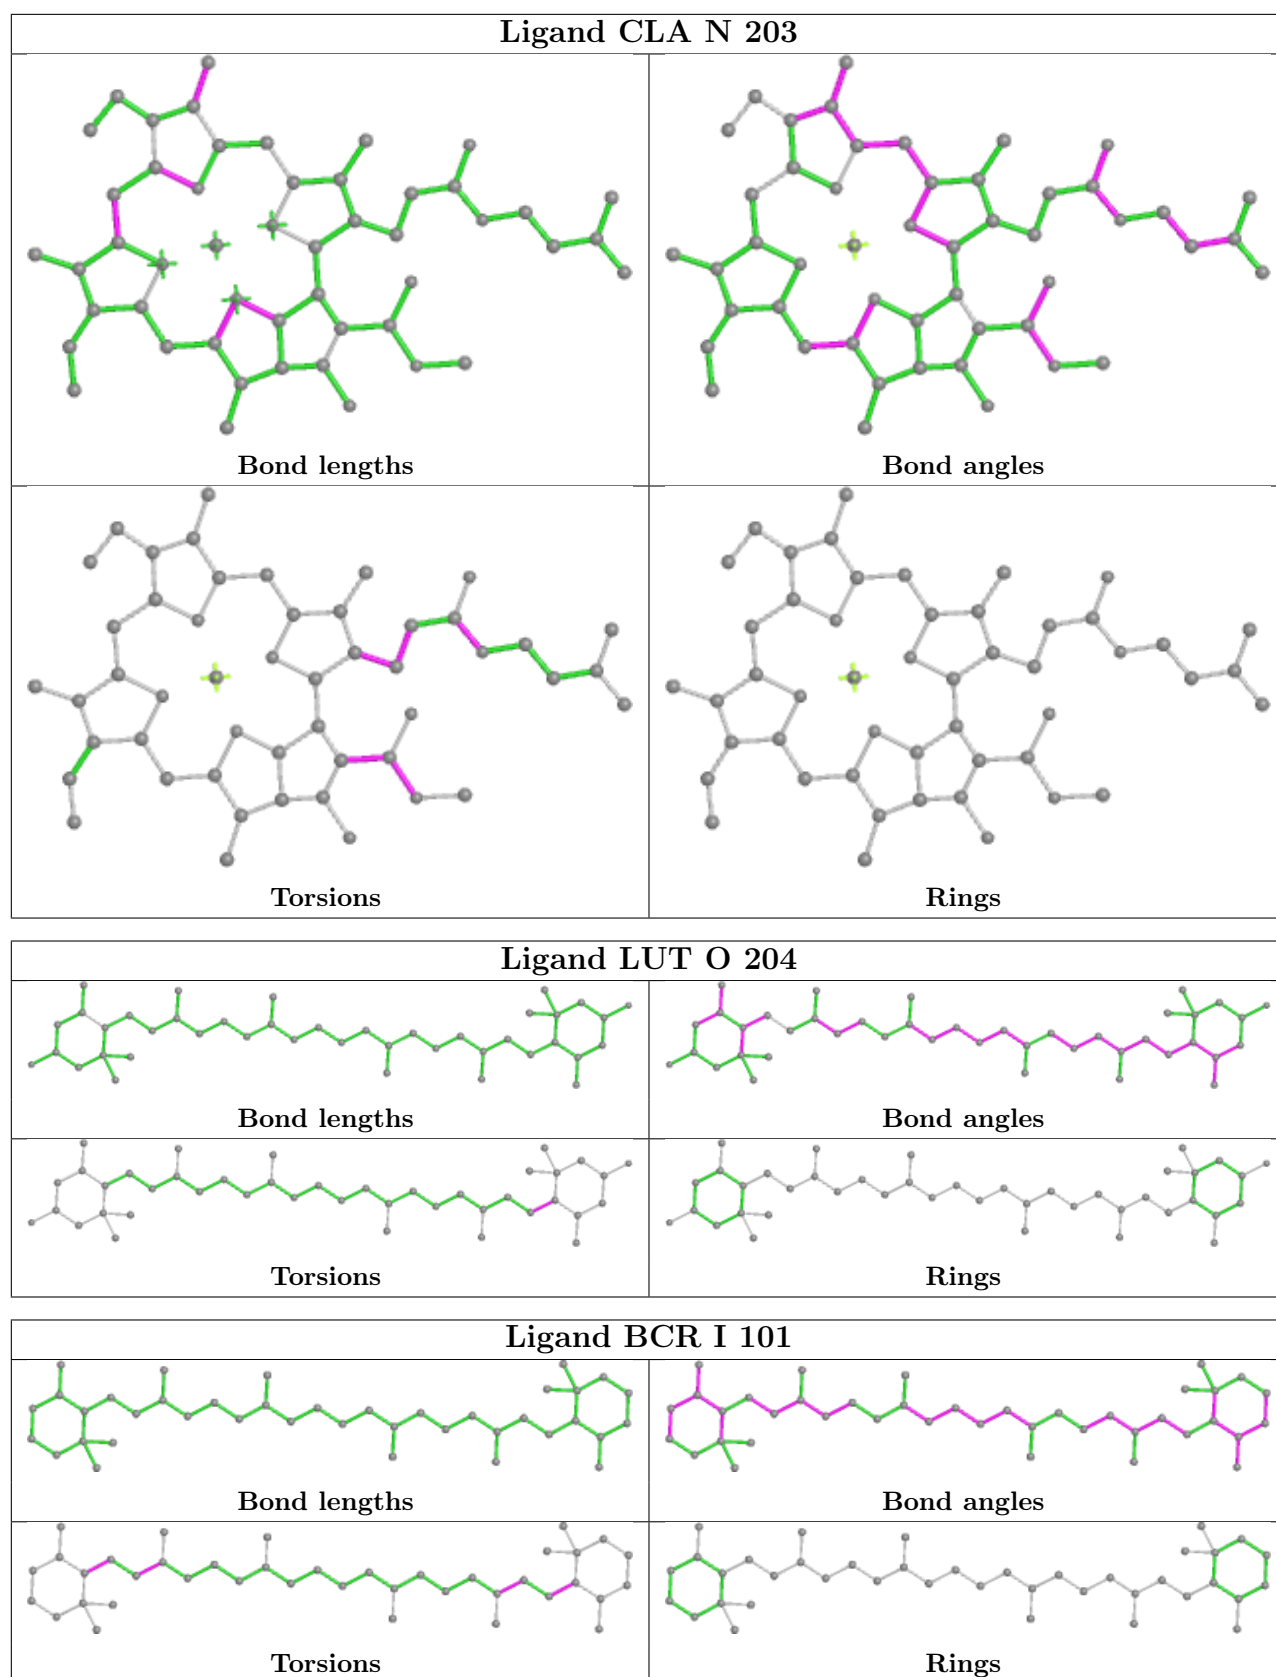 Ligand CLA N 203
Bond lengths
Bond angles
Torsions
Rings
Ligand LUT O 204
Bond lengths
Bond angles
Torsions
Rings
Ligand BCR I 101
Bond lengths
Bond angles
Torsions
Rings